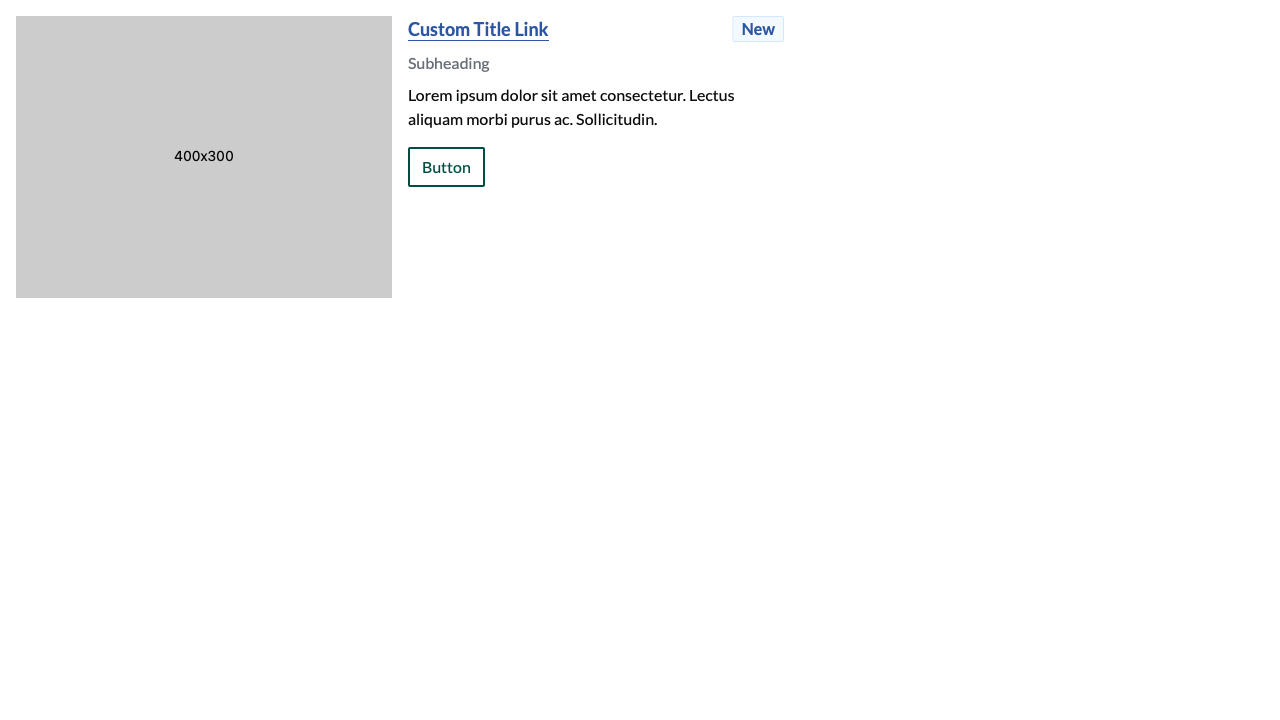 400x300
Custom Title Link
New
Subheading
Lorem ipsum dolor sit amet consectetur. Lectus
aliquam morbi purus ac. Sollicitudin.
Button